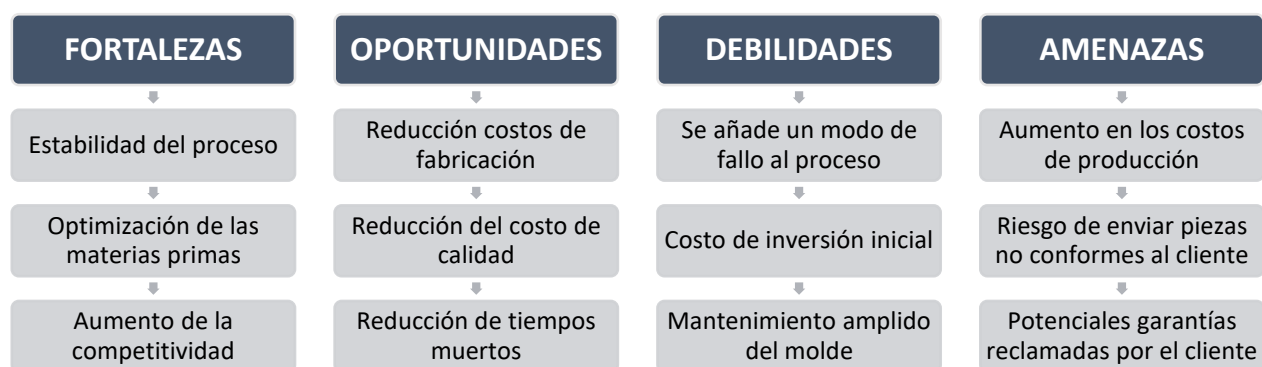 FORTALEZAS
Estabilidad del proceso
Optimización de las
materias primas
Aumento de la
competitividad
OPORTUNIDADES
Reducción costos de
fabricación
Reducción del costo de
calidad
Reducción de tiempos
muertos
DEBILIDADES
Se añade un modo de
fallo al proceso
Costo de inversión inicial
Mantenimiento amplido
del molde
AMENAZAS
Aumento en los costos
de producción
Riesgo de enviar piezas
no conformes al cliente
Potenciales garantías
reclamadas por el cliente